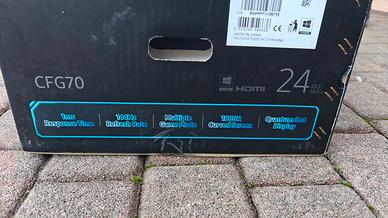 MADE IN CHINA
CFG70
HDMI
24
1ms
Response Time
144Hz
Refresh Rate
Multiple
Game Mode
1800R
Curved Screen
Quantum Dot
Display